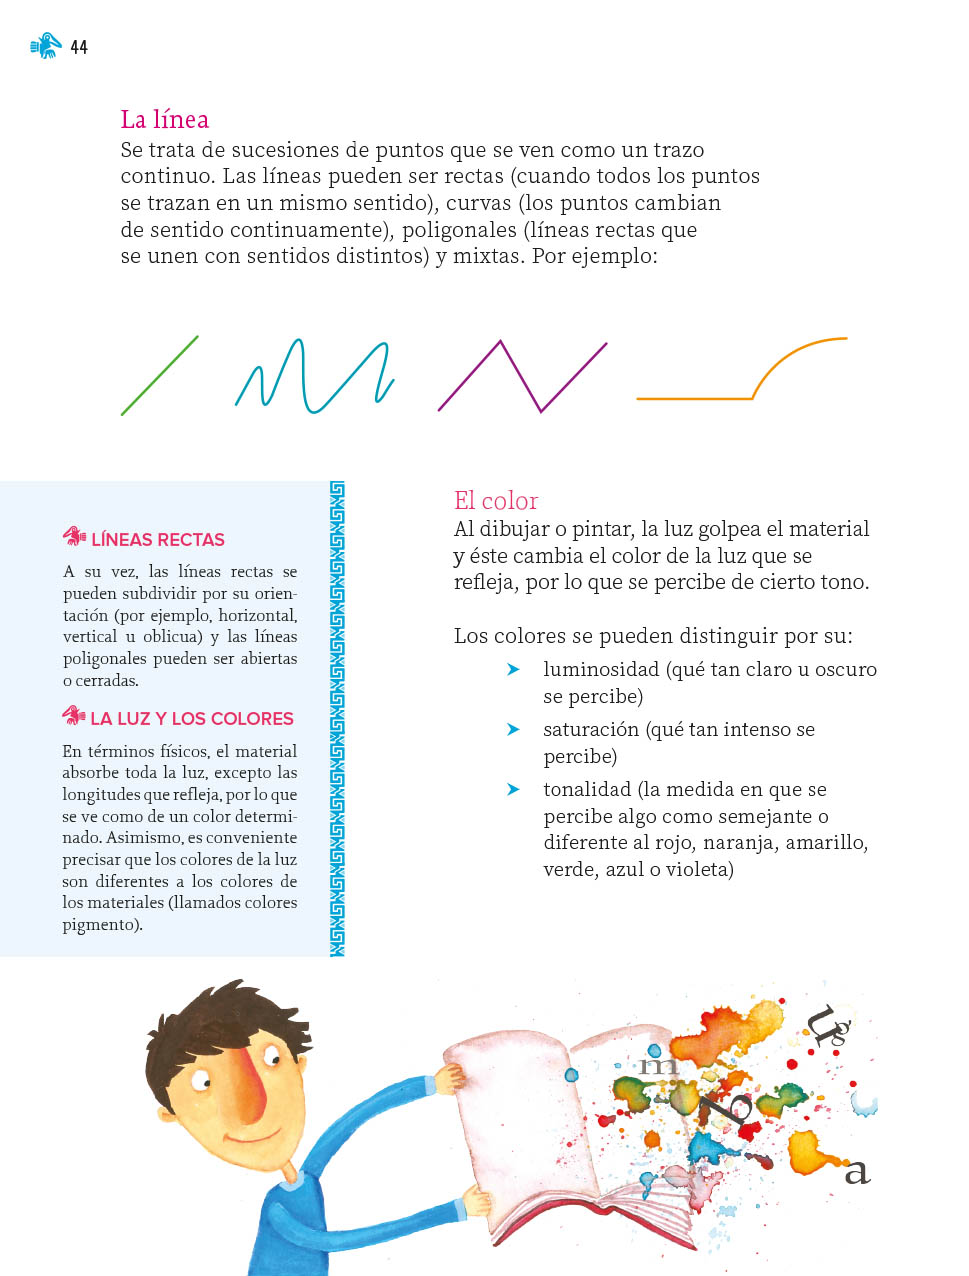 44
La línea
Se trata de sucesiones de puntos que se ven como un trazo
continuo. Las líneas pueden ser rectas (cuando todos los puntos
se trazan en un mismo sentido), curvas (los puntos cambian
de sentido continuamente), poligonales (líneas rectas que
se unen con sentidos distintos) y mixtas. Por ejemplo:
LÍNEAS RECTAS
A su vez, las líneas rectas se
pueden subdividir por su orien-
tación (por ejemplo, horizontal,
vertical u oblicua) y las líneas
poligonales pueden ser abiertas
o cerradas.
LA LUZ Y LOS COLORES
En términos físicos, el material
absorbe toda la luz, excepto las
longitudes que refleja, por lo que
se ve como de un color determi-
nado. Asimismo, es conveniente
precisar que los colores de la luz
son diferentes a los colores de
los materiales (llamados colores
pigmento).
El color
Al dibujar o pintar, la luz golpea el material
y éste cambia el color de la luz que se
refleja, por lo que se percibe de cierto tono.
Los colores se pueden distinguir por su:
luminosidad (qué tan claro u oscuro
se percibe)
saturación (qué tan intenso se
percibe)
tonalidad (la medida en que se
percibe algo como semejante o
diferente al rojo, naranja, amarillo,
verde, azul o violeta)
u
g
s
m
l
b
a